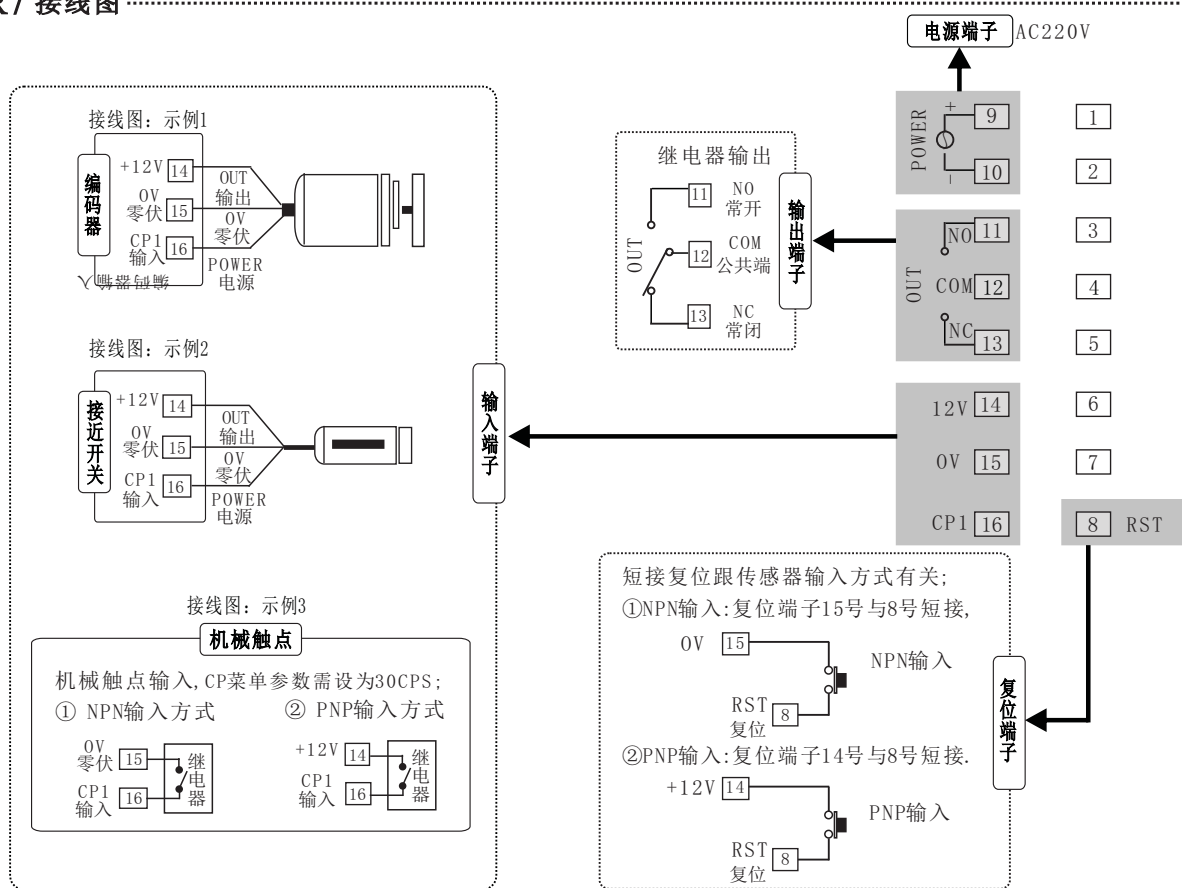 接线图
电源端子 AC220V
接线图: 示例1
编码器
+12V 14
0V 15
零伏
CP1 16
输入
OUT
输出
0V
零伏
POWER
电源
编码器输入
接线图: 示例2
接近开关
+12V 14
0V 15
零伏
CP1 16
输入
OUT
输出
0V
零伏
POWER
电源
接线图: 示例3
机械触点
机械触点输入,CP菜单参数需设为30CPS;
① NPN输入方式 ② PNP输入方式
0V 15
零伏
CP1 16
输入
继电器
+12V 14
CP1 16
输入
继电器
输入端子
继电器输出
OUT
11 NO
常开
12 COM
公共端
13 NC
常闭
输出端子
POWER
+ 9
- 10
OUT
NO 11
COM 12
NC 13
12V 14
0V 15
CP1 16
1
2
3
4
5
6
7
8 RST
短接复位跟传感器输入方式有关;
①NPN输入:复位端子15号与8号短接,
0V 15
NPN输入
RST 8
复位
②PNP输入:复位端子14号与8号短接.
+12V 14
PNP输入
RST 8
复位
复位端子